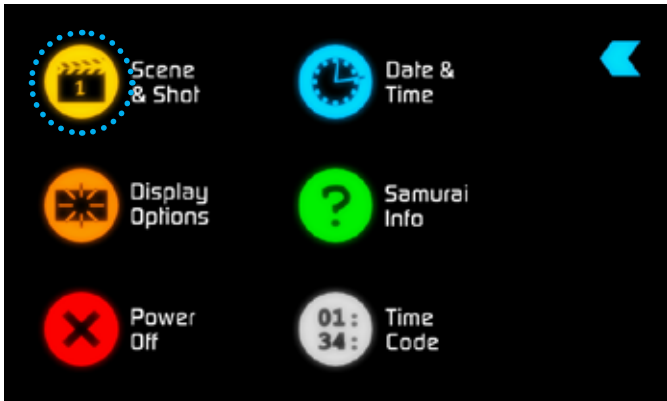 1
Scene
& Shot
Date &
Time
Display
Options
?
Samurai
Info
Power
Off
01:
34:
Time
Code